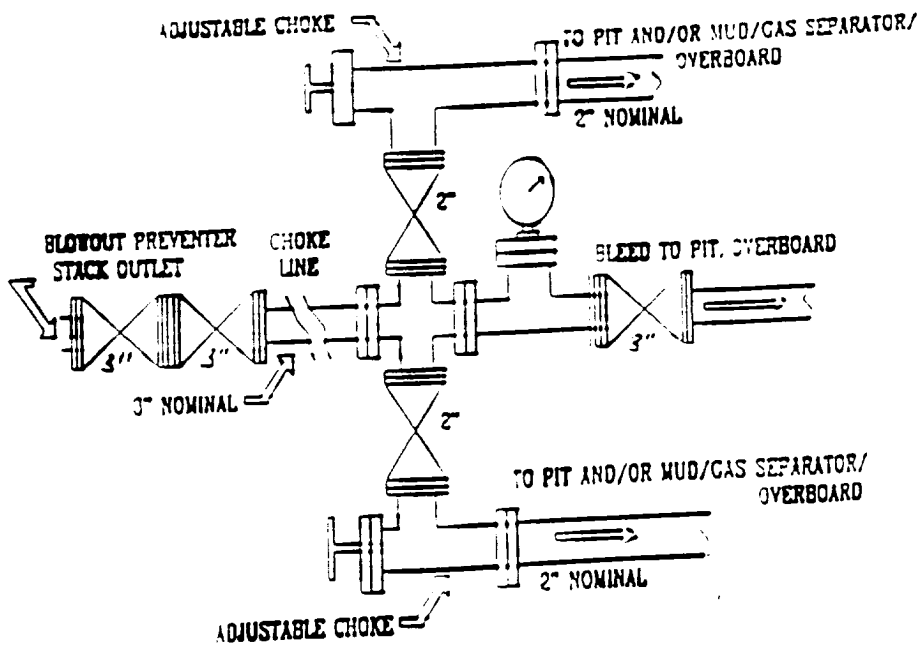 ADJUSTABLE CHOKE
TO PIT AND/OR MUD/GAS SEPARATOR/
OVERBOARD
2" NOMINAL
2"
BLOWOUT PREVENTER
STACK OUTLET
CHOKE
LINE
BLEED TO PIT, OVERBOARD
3"
3"
3"
3" NOMINAL
2"
TO PIT AND/OR MUD/GAS SEPARATOR/
OVERBOARD
2" NOMINAL
ADJUSTABLE CHOKE